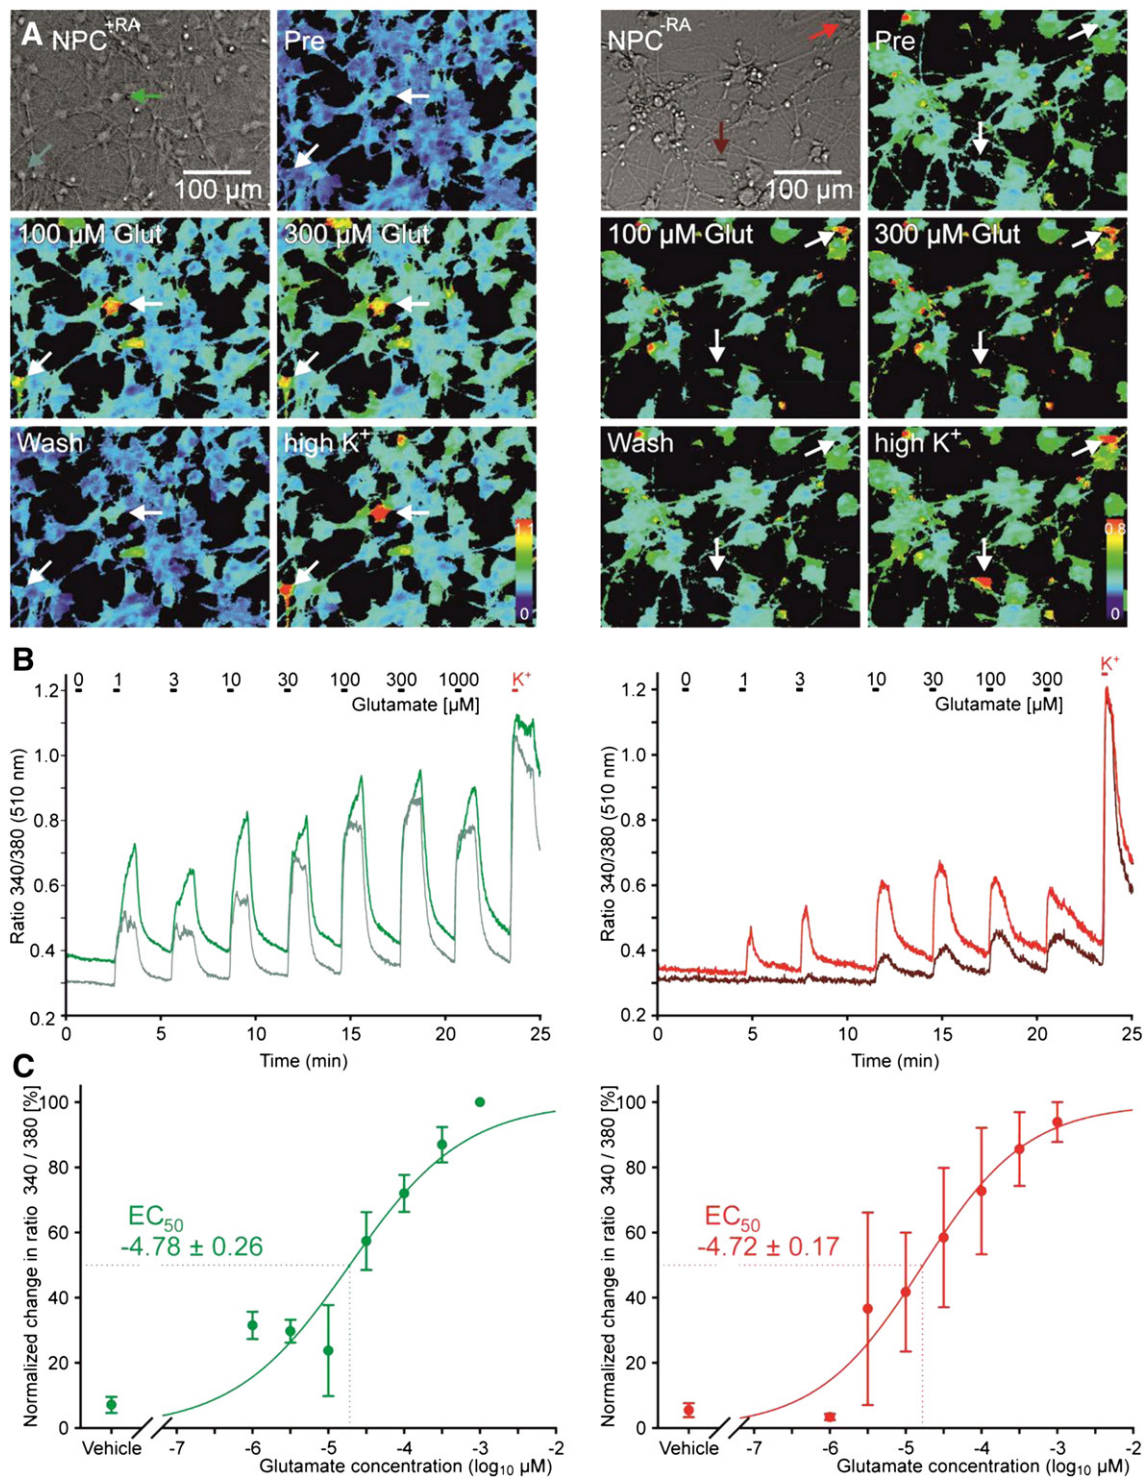 A
NPC+RA
100 µm
Pre
NPC-RA
100 µm
Pre
100 µM Glut
300 µM Glut
100 µM Glut
300 µM Glut
Wash
high K+
0
Wash
high K+
0.8
0
B
0 1 3 10 30 100 300 1000 K+
Glutamate [µM]
1.2
1.0
0.8
0.6
0.4
0.2
Ratio 340/380 (510 nm)
0 5 10 15 20 25
Time (min)
0 1 3 10 30 100 300 K+
Glutamate [µM]
1.2
1.0
0.8
0.6
0.4
0.2
Ratio 340/380 (510 nm)
0 5 10 15 20 25
Time (min)
C
Normalized change in ratio 340 / 380 [%]
100
80
60
40
20
0
EC50
-4.78 ± 0.26
Vehicle -7 -6 -5 -4 -3 -2
Glutamate concentration (log10 µM)
Normalized change in ratio 340 / 380 [%]
100
80
60
40
20
0
EC50
-4.72 ± 0.17
Vehicle -7 -6 -5 -4 -3 -2
Glutamate concentration (log10 µM)